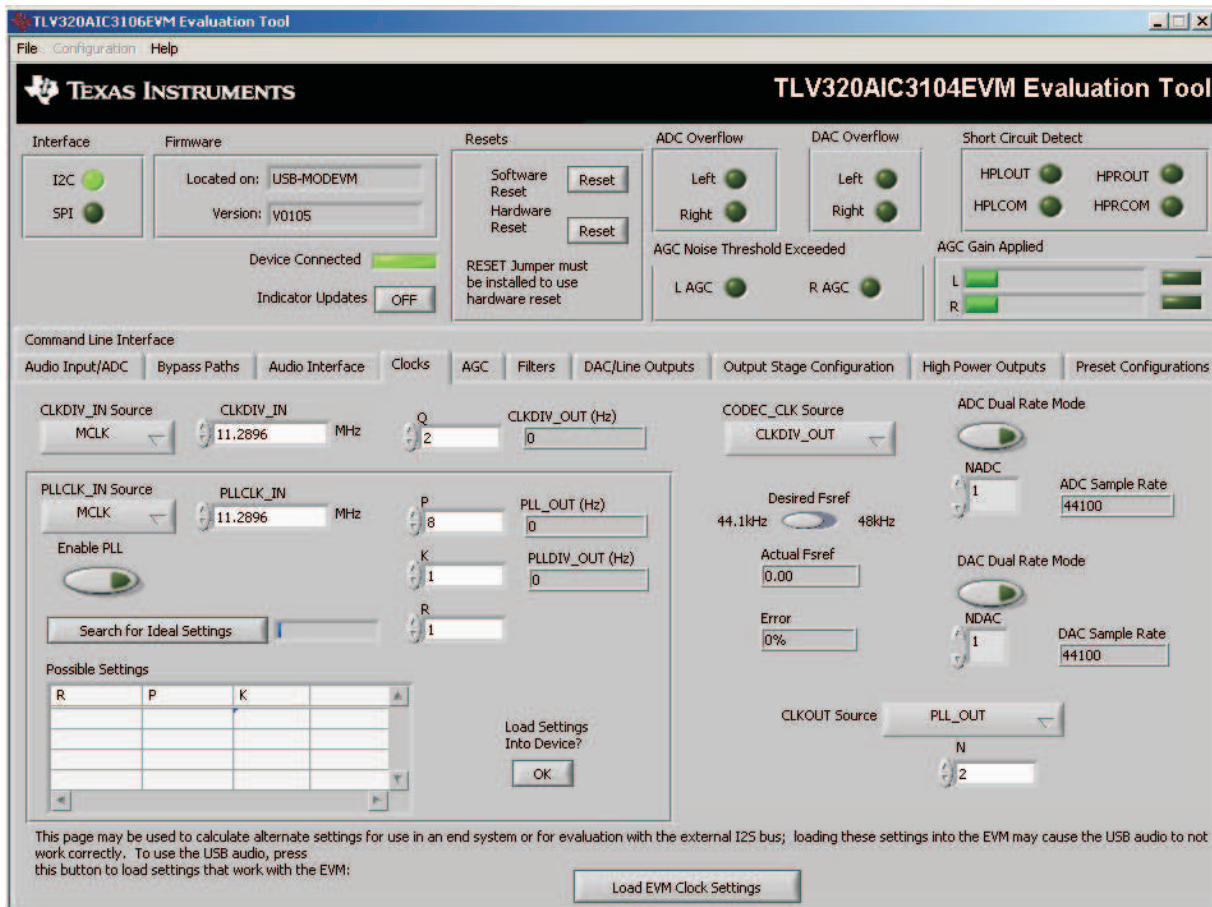 TLV320AIC3106EVM Evaluation Tool
File Configuration Help
TEXAS INSTRUMENTS
TLV320AIC3104EVM Evaluation Tool
Interface
I2C
SPI
Firmware
Located on: USB-MODEVM
Version: V0105
Device Connected
Indicator Updates OFF
Resets
Software
Reset
Reset
Hardware
Reset
Reset
RESET Jumper must
be installed to use
hardware reset
ADC Overflow
Left
Right
DAC Overflow
Left
Right
Short Circuit Detect
HPLOUT HPROUT
HPLCOM HPRCOM
AGC Noise Threshold Exceeded
L AGC R AGC
AGC Gain Applied
L
R
Command Line Interface
Audio Input/ADC Bypass Paths Audio Interface Clocks AGC Filters DAC/Line Outputs Output Stage Configuration High Power Outputs Preset Configurations
CLKDIV_IN Source
MCLK
CLKDIV_IN
11.2896 MHz
Q
2
CLKDIV_OUT (Hz)
0
PLLCLK_IN Source
MCLK
PLLCLK_IN
11.2896 MHz
P
8
PLL_OUT (Hz)
0
Enable PLL
K
1
PLLDIV_OUT (Hz)
0
R
1
Search for Ideal Settings
Possible Settings
R P K
Load Settings
Into Device?
OK
CODEC_CLK Source
CLKDIV_OUT
Desired Fsref
44.1kHz 48kHz
Actual Fsref
0.00
Error
0%
ADC Dual Rate Mode
NADC
1
ADC Sample Rate
44100
DAC Dual Rate Mode
NDAC
1
DAC Sample Rate
44100
CLKOUT Source PLL_OUT
N
2
This page may be used to calculate alternate settings for use in an end system or for evaluation with the external I2S bus; loading these settings into the EVM may cause the USB audio to not
work correctly. To use the USB audio, press
this button to load settings that work with the EVM:
Load EVM Clock Settings